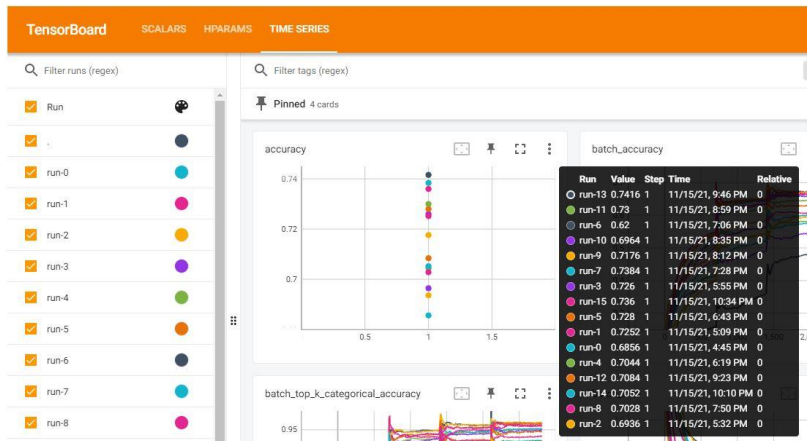 TensorBoard SCALARS HPARAMS TIME SERIES
Filter runs (regex)
Filter tags (regex)
Run
Pinned 4 cards
.
run-0
run-1
run-2
run-3
run-4
run-5
run-6
run-7
run-8
accuracy
batch_accuracy
0.74
0.72
0.7
0.5 1 1.5
Run Value Step Time Relative
run-13 0.7416 1 11/15/21, 9:46 PM 0
run-11 0.73 1 11/15/21, 8:59 PM 0
run-6 0.62 1 11/15/21, 7:06 PM 0
run-10 0.6964 1 11/15/21, 8:35 PM 0
run-9 0.7176 1 11/15/21, 8:12 PM 0
run-7 0.7384 1 11/15/21, 7:28 PM 0
run-3 0.726 1 11/15/21, 5:55 PM 0
run-15 0.736 1 11/15/21, 10:34 PM 0
run-5 0.728 1 11/15/21, 6:43 PM 0
run-1 0.7252 1 11/15/21, 5:09 PM 0
run-0 0.6856 1 11/15/21, 4:45 PM 0
run-4 0.7044 1 11/15/21, 6:19 PM 0
run-12 0.7084 1 11/15/21, 9:23 PM 0
run-14 0.7052 1 11/15/21, 10:10 PM 0
run-8 0.7028 1 11/15/21, 7:50 PM 0
run-2 0.6936 1 11/15/21, 5:32 PM 0
batch_top_k_categorical_accuracy
0.95